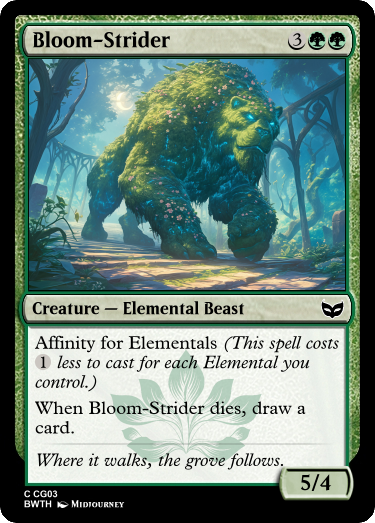 Bloom-Strider 3
Creature — Elemental Beast
Affinity for Elementals (This spell costs
1 less to cast for each Elemental you
control.)
When Bloom-Strider dies, draw a
card.
Where it walks, the grove follows.
5/4
C CG03
BWTH Midjourney